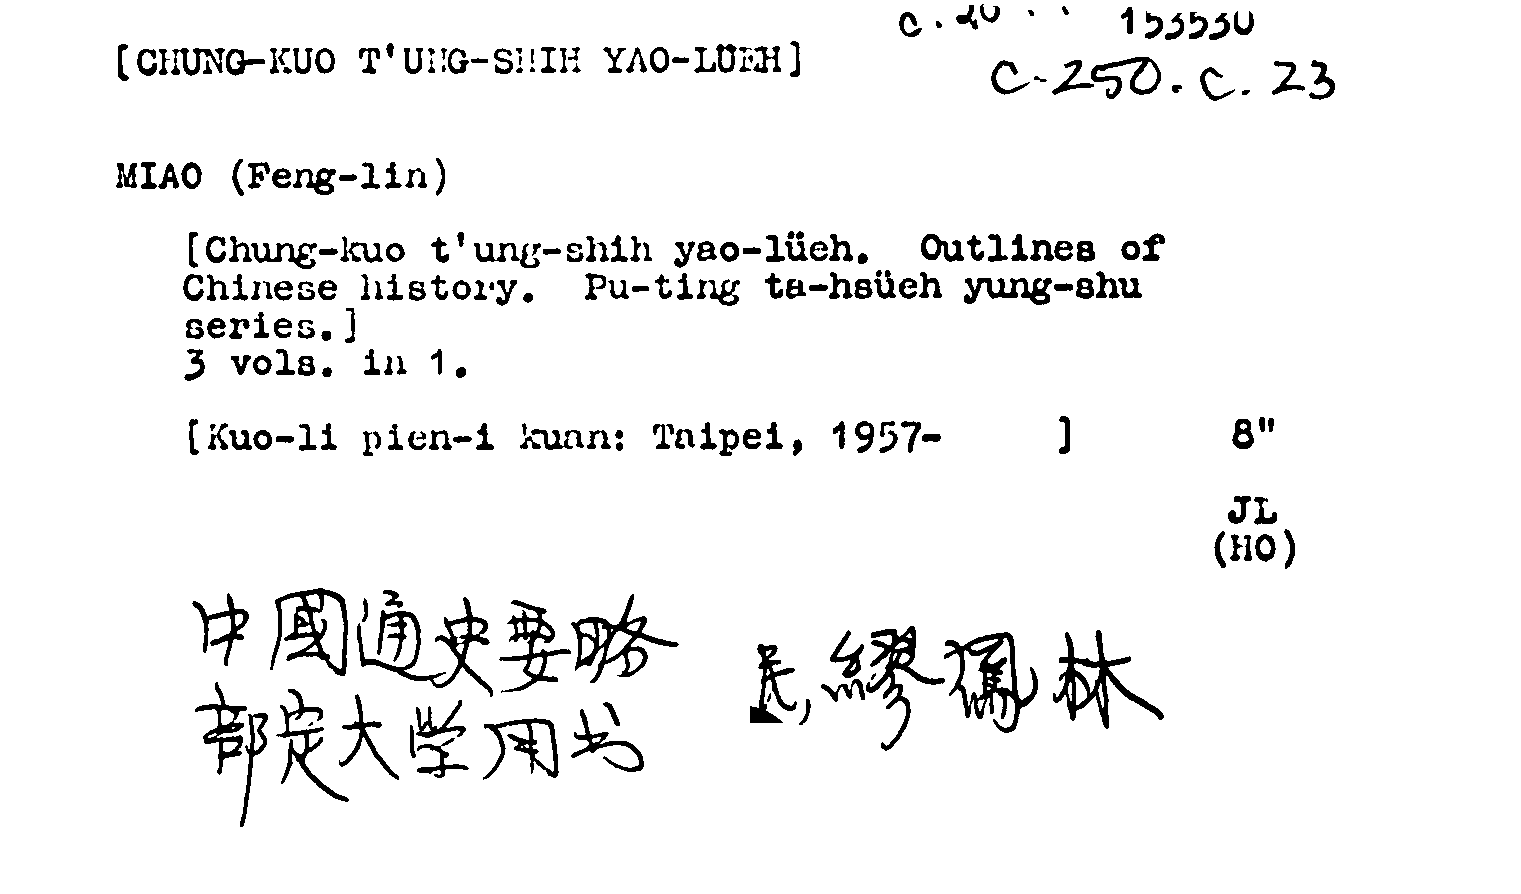 153530
[CHUNG-KUO T'UNG-SHIH YAO-LÜEH]
C-250.c.23
MIAO (Feng-lin)
[Chung-kuo t'ung-shih yao-lüeh. Outlines of
Chinese history. Pu-ting ta-hsüeh yung-shu
series.]
3 vols. in 1.
[Kuo-li pien-i kuan: Taipei, 1957- ] 8"
JL
(HO)
中國通史要略 民, 繆鳳林
部定大学用书